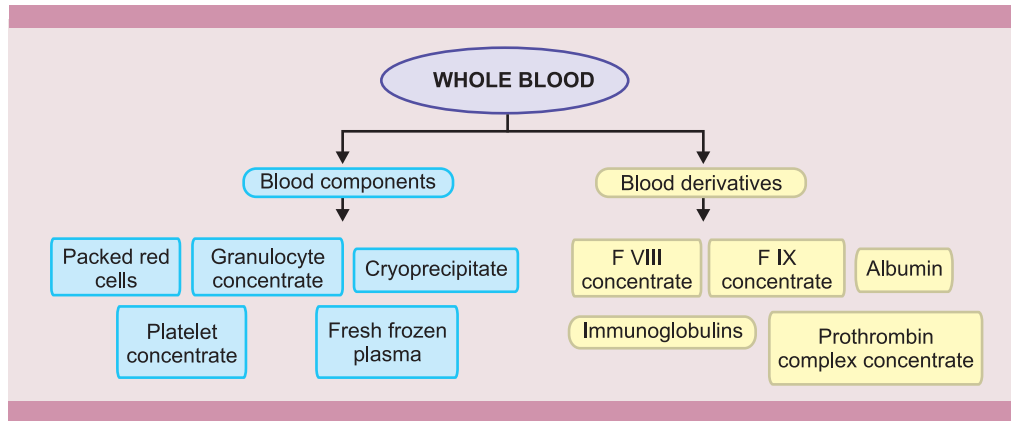 WHOLE BLOOD
Blood components
Blood derivatives
Packed red
cells
Granulocyte
concentrate
Cryoprecipitate
F VIII
concentrate
F IX
concentrate
Albumin
Platelet
concentrate
Fresh frozen
plasma
Immunoglobulins
Prothrombin
complex concentrate